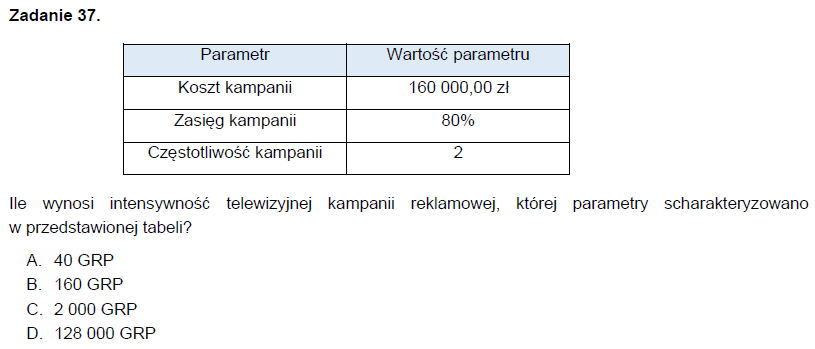 Zadanie 37.
Parametr Wartość parametru
Koszt kampanii 160 000,00 zł
Zasięg kampanii 80%
Częstotliwość kampanii 2
Ile wynosi intensywność telewizyjnej kampanii reklamowej, której parametry scharakteryzowano
w przedstawionej tabeli?
A. 40 GRP
B. 160 GRP
C. 2 000 GRP
D. 128 000 GRP